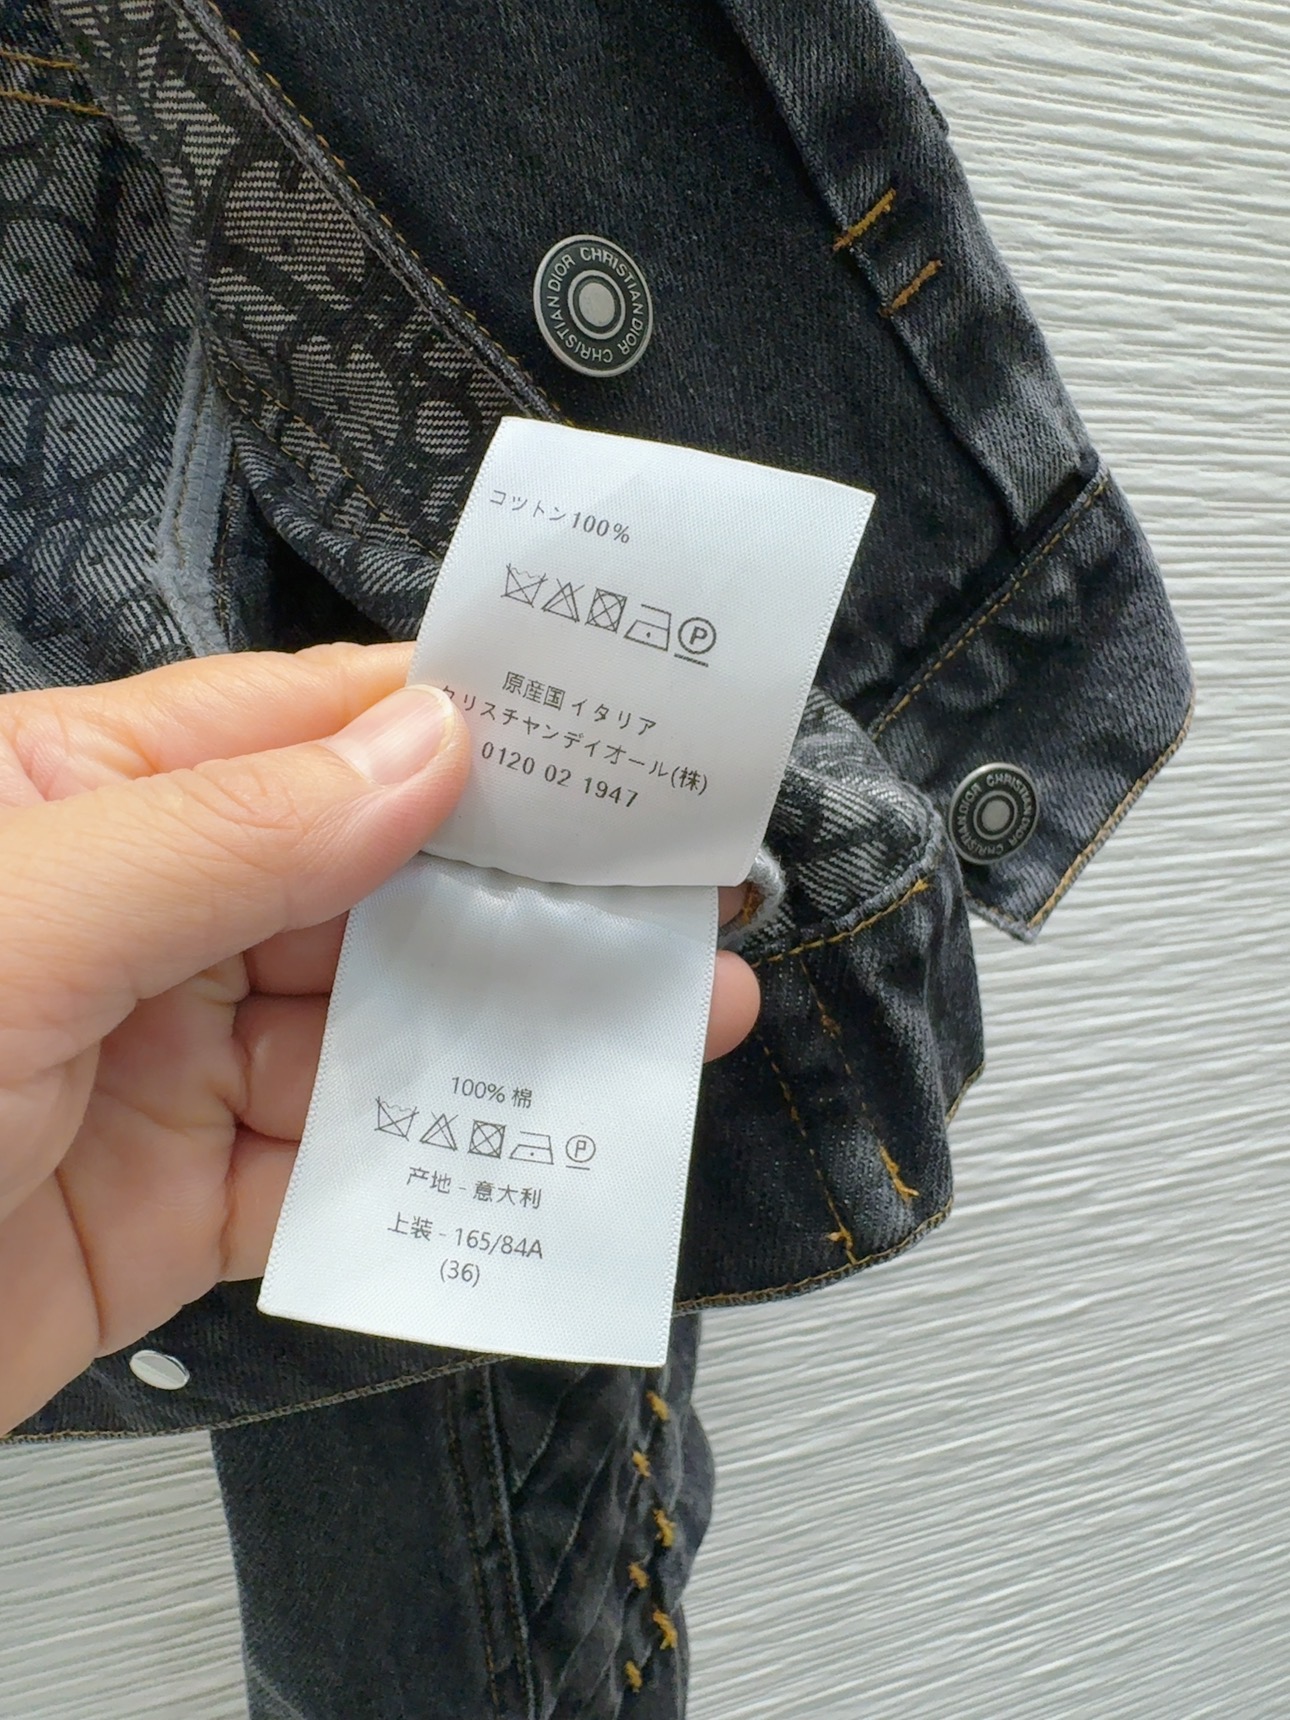 CHRISTIAN DIOR CHRISTIAN DIOR
コットン100%
P
原産国 イタリア
クリスチャンディオール(株)
0120 02 1947
CHRISTIAN DIOR CHRISTIAN DIOR
100% 棉
P
产地 - 意大利
上装 - 165/84A
(36)